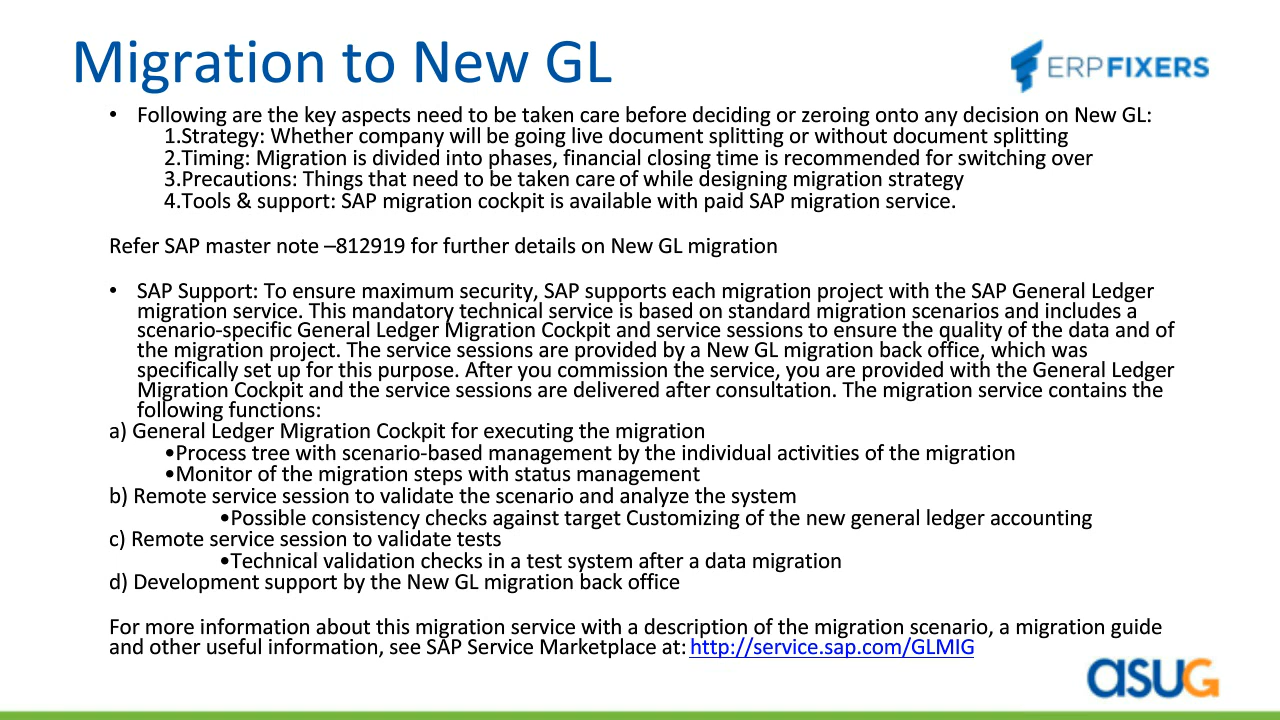 Migration to New GL
ERPFIXERS
• Following are the key aspects need to be taken care before deciding or zeroing onto any decision on New GL:
1.Strategy: Whether company will be going live document splitting or without document splitting
2.Timing: Migration is divided into phases, financial closing time is recommended for switching over
3.Precautions: Things that need to be taken care of while designing migration strategy
4.Tools & support: SAP migration cockpit is available with paid SAP migration service.
Refer SAP master note –812919 for further details on New GL migration
• SAP Support: To ensure maximum security, SAP supports each migration project with the SAP General Ledger
migration service. This mandatory technical service is based on standard migration scenarios and includes a
scenario-specific General Ledger Migration Cockpit and service sessions to ensure the quality of the data and of
the migration project. The service sessions are provided by a New GL migration back office, which was
specifically set up for this purpose. After you commission the service, you are provided with the General Ledger
Migration Cockpit and the service sessions are delivered after consultation. The migration service contains the
following functions:
a) General Ledger Migration Cockpit for executing the migration
•Process tree with scenario-based management by the individual activities of the migration
•Monitor of the migration steps with status management
b) Remote service session to validate the scenario and analyze the system
•Possible consistency checks against target Customizing of the new general ledger accounting
c) Remote service session to validate tests
•Technical validation checks in a test system after a data migration
d) Development support by the New GL migration back office
For more information about this migration service with a description of the migration scenario, a migration guide
and other useful information, see SAP Service Marketplace at: http://service.sap.com/GLMIG
asuG